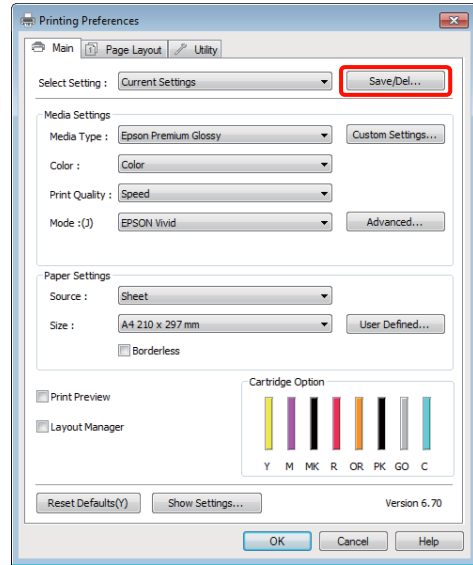 Printing Preferences
Main Page Layout Utility
Select Setting : Current Settings Save/Del...
Media Settings
Media Type : Epson Premium Glossy Custom Settings...
Color : Color
Print Quality : Speed
Mode :(J) EPSON Vivid Advanced...
Paper Settings
Source : Sheet
Size : A4 210 x 297 mm User Defined...
Borderless
Print Preview
Layout Manager
Cartridge Option
Y M MK R OR PK GO C
Reset Defaults(Y) Show Settings... Version 6.70
OK Cancel Help